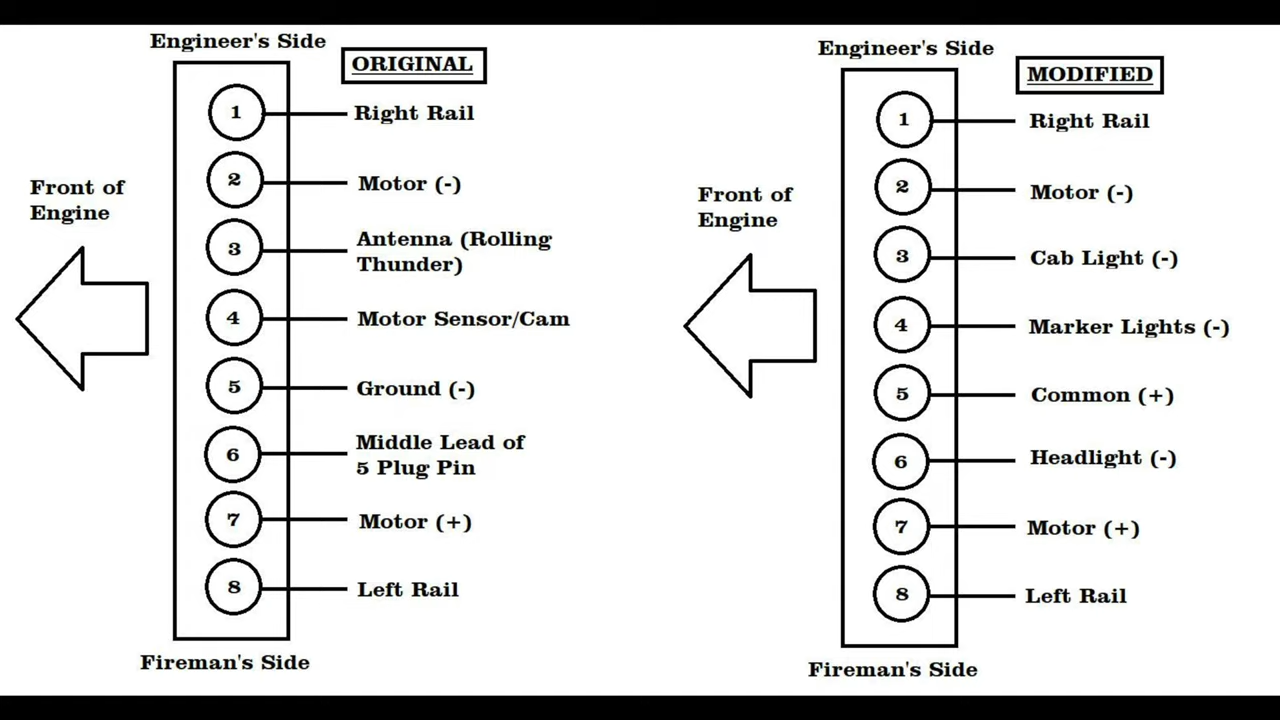 Engineer's Side
ORIGINAL
1
Right Rail
2
Motor (-)
3
Antenna (Rolling
Thunder)
4
Motor Sensor/Cam
5
Ground (-)
6
Middle Lead of
5 Plug Pin
7
Motor (+)
8
Left Rail
Front of
Engine
Fireman's Side
Engineer's Side
MODIFIED
1
Right Rail
2
Motor (-)
3
Cab Light (-)
4
Marker Lights (-)
5
Common (+)
6
Headlight (-)
7
Motor (+)
8
Left Rail
Front of
Engine
Fireman's Side